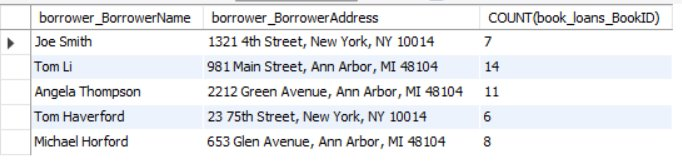 borrower_BorrowerName borrower_BorrowerAddress COUNT(book_loans_BookID)
Joe Smith 1321 4th Street, New York, NY 10014 7
Tom Li 981 Main Street, Ann Arbor, MI 48104 14
Angela Thompson 2212 Green Avenue, Ann Arbor, MI 48104 11
Tom Haverford 23 75th Street, New York, NY 10014 6
Michael Horford 653 Glen Avenue, Ann Arbor, MI 48104 8